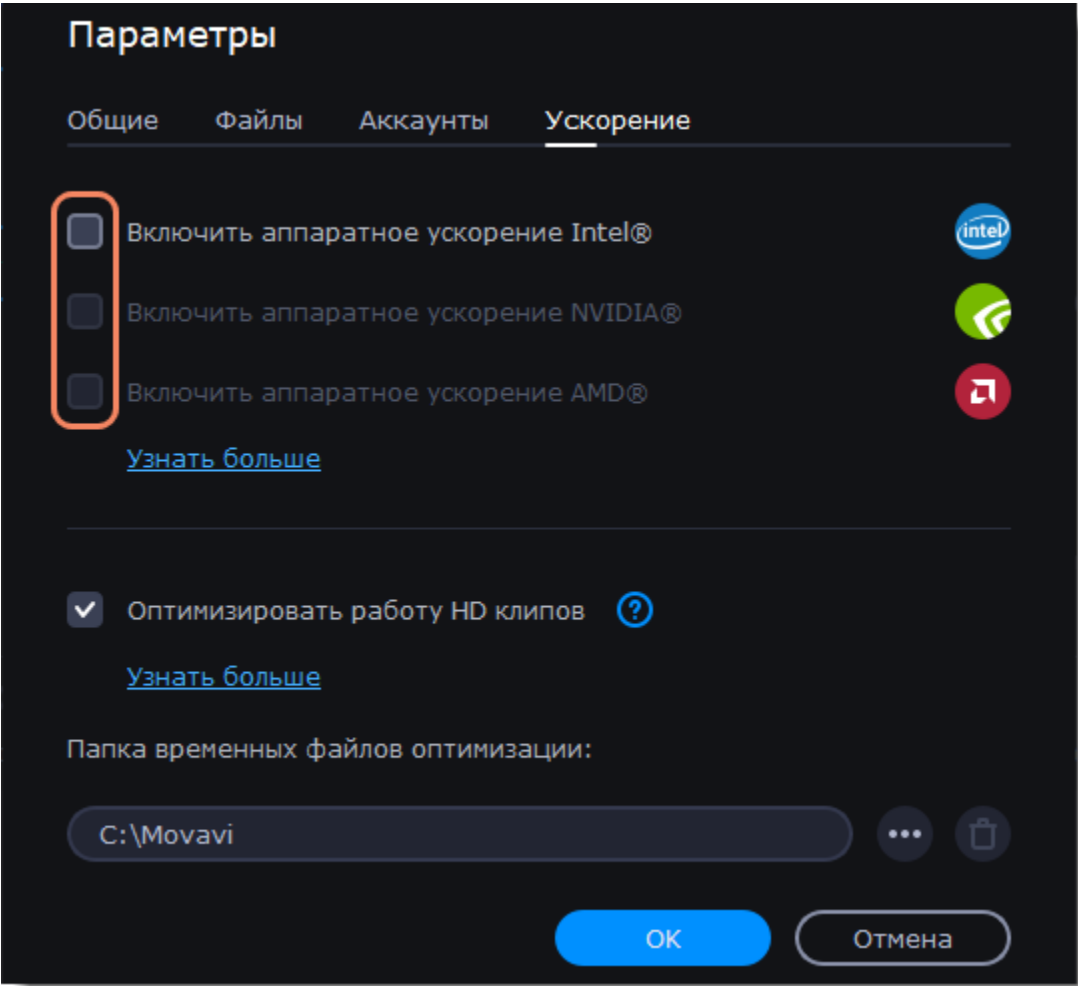 Параметры
Общие Файлы Аккаунты Ускорение
Включить аппаратное ускорение Intel®
intel
Включить аппаратное ускорение NVIDIA®
Включить аппаратное ускорение AMD®
Узнать больше
Оптимизировать работу HD клипов ?
Узнать больше
Папка временных файлов оптимизации:
C:\Movavi
OK Отмена